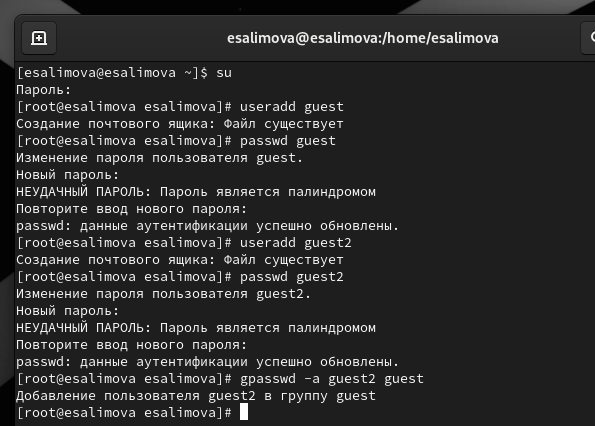 esalimova@esalimova:/home/esalimova
[esalimova@esalimova ~]$ su
Пароль:
[root@esalimova esalimova]# useradd guest
Создание почтового ящика: Файл существует
[root@esalimova esalimova]# passwd guest
Изменение пароля пользователя guest.
Новый пароль:
НЕУДАЧНЫЙ ПАРОЛЬ: Пароль является палиндромом
Повторите ввод нового пароля:
passwd: данные аутентификации успешно обновлены.
[root@esalimova esalimova]# useradd guest2
Создание почтового ящика: Файл существует
[root@esalimova esalimova]# passwd guest2
Изменение пароля пользователя guest2.
Новый пароль:
НЕУДАЧНЫЙ ПАРОЛЬ: Пароль является палиндромом
Повторите ввод нового пароля:
passwd: данные аутентификации успешно обновлены.
[root@esalimova esalimova]# gpasswd -a guest2 guest
Добавление пользователя guest2 в группу guest
[root@esalimova esalimova]#